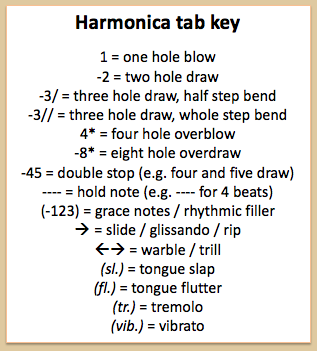 Harmonica tab key
1 = one hole blow
-2 = two hole draw
-3/ = three hole draw, half step bend
-3// = three hole draw, whole step bend
4* = four hole overblow
-8* = eight hole overdraw
-45 = double stop (e.g. four and five draw)
---- = hold note (e.g. ---- for 4 beats)
(-123) = grace notes / rhythmic filler
→ = slide / glissando / rip
←→ = warble / trill
(sl.) = tongue slap
(fl.) = tongue flutter
(tr.) = tremolo
(vib.) = vibrato